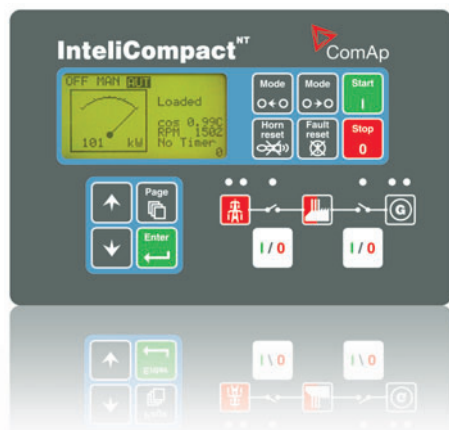 InteliCompact NT
ComAp
OFF MAN AUT
Loaded
cos 0.99C
RPM 1502
101 kW No Timer
0
Mode
Mode
Start
I
Horn reset
Fault reset
Stop
0
Page
Enter
G
I / 0
I / 0